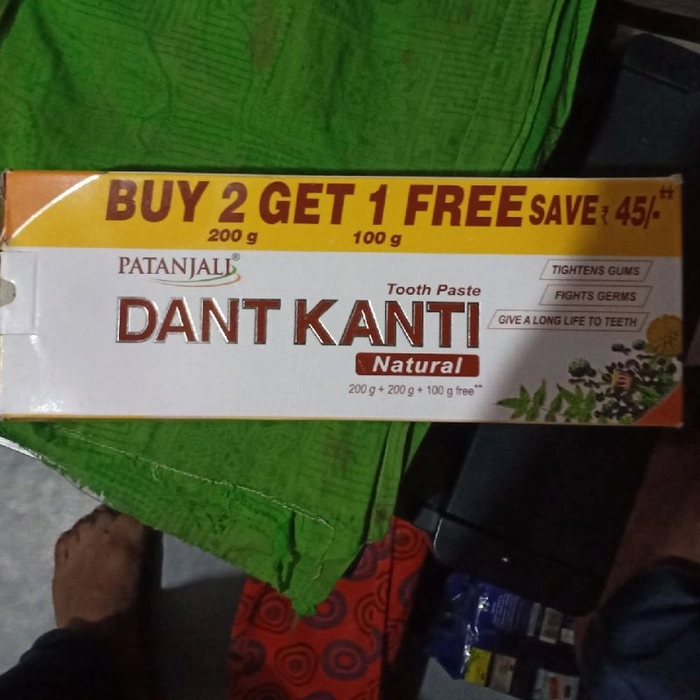 BUY 2 GET 1 FREE SAVE ₹ 45/-‡‡
200 g 100 g
PATANJALI®
Tooth Paste
DANT KANTI
Natural
200 g + 200 g + 100 g free**
TIGHTENS GUMS
FIGHTS GERMS
GIVE A LONG LIFE TO TEETH